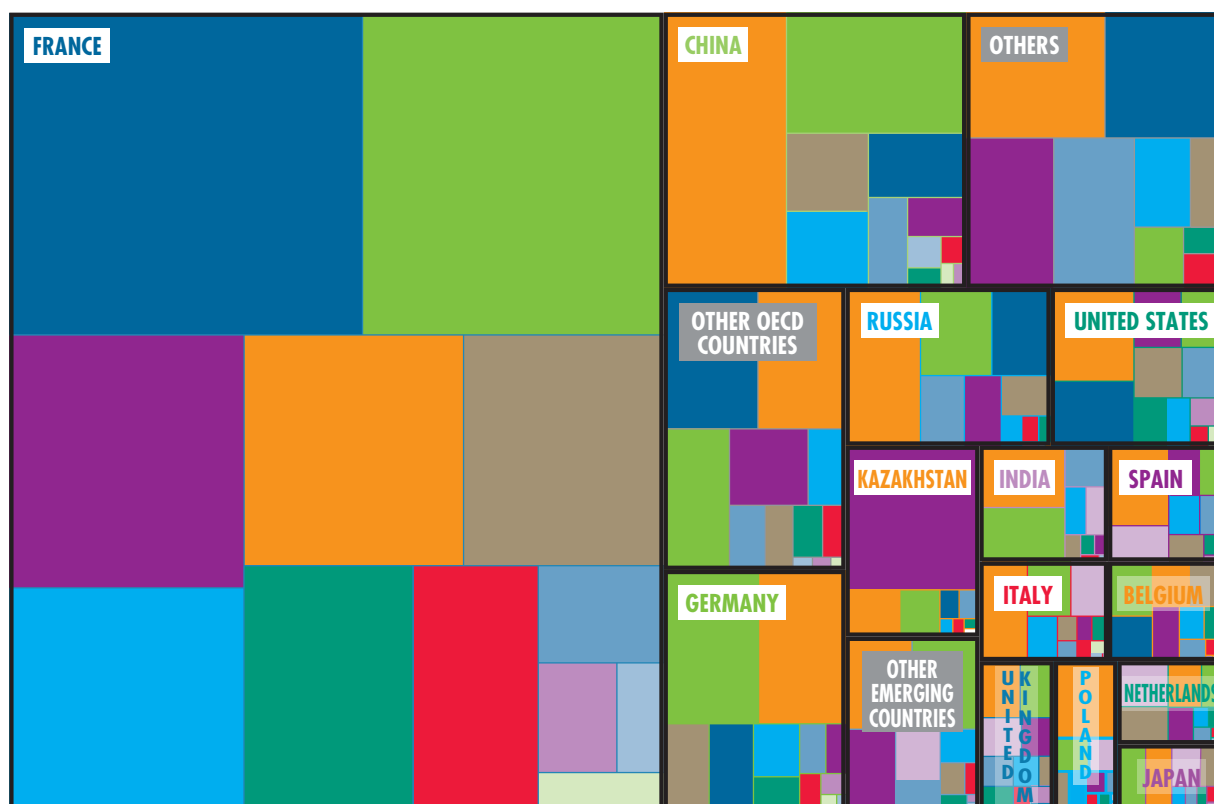 FRANCE
CHINA
OTHERS
OTHER OECD
COUNTRIES
RUSSIA
UNITED STATES
KAZAKHSTAN
INDIA
SPAIN
GERMANY
ITALY
BELGIUM
OTHER
EMERGING
COUNTRIES
UNITED
KINGDOM
POLAND
NETHERLANDS
JAPAN